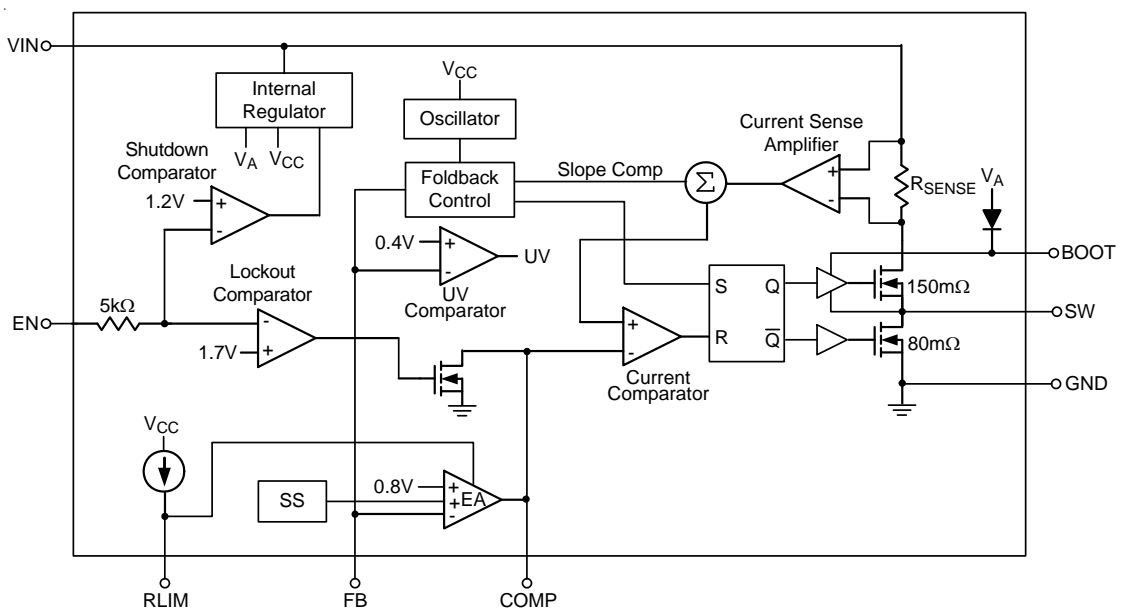 VIN
Internal
Regulator
VA
VCC
Shutdown
Comparator
1.2V
+
-
VCC
Oscillator
Foldback
Control
Slope Comp
Σ
Current Sense
Amplifier
+
-
RSENSE
VA
BOOT
0.4V
+
-
UV
UV
Comparator
Lockout
Comparator
5kΩ
EN
-
1.7V
+
S
Q
R
Q̅
150mΩ
SW
80mΩ
+
-
Current
Comparator
GND
VCC
SS
0.8V
+
+
-
EA
RLIM
FB
COMP